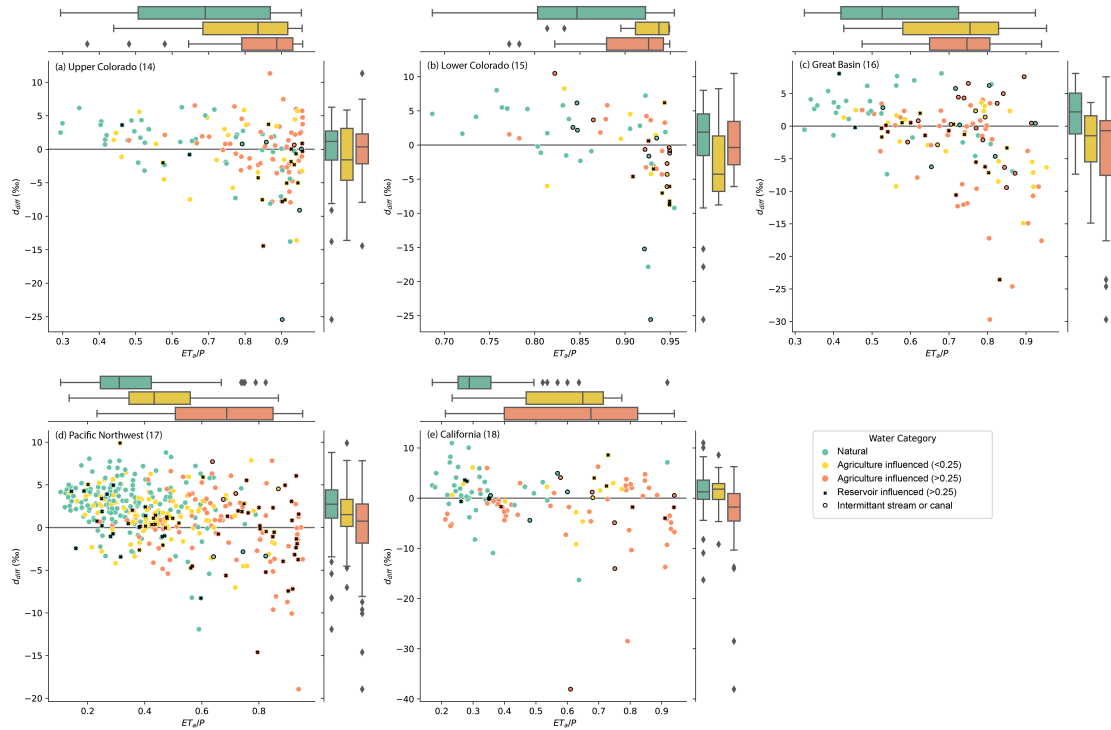 (a) Upper Colorado (14)
10
5
0
−5
−10
−15
−20
−25
d_diff (‰)
0.3 0.4 0.5 0.6 0.7 0.8 0.9
ET_a/P
(b) Lower Colorado (15)
10
5
0
−5
−10
−15
−20
−25
d_diff (‰)
0.70 0.75 0.80 0.85 0.90 0.95
ET_a/P
(c) Great Basin (16)
5
0
−5
−10
−15
−20
−25
−30
d_diff (‰)
0.3 0.4 0.5 0.6 0.7 0.8 0.9
ET_a/P
(d) Pacific Northwest (17)
10
5
0
−5
−10
−15
−20
d_diff (‰)
0.2 0.4 0.6 0.8
ET_a/P
(e) California (18)
10
0
−10
−20
−30
−40
d_diff (‰)
0.2 0.3 0.4 0.5 0.6 0.7 0.8 0.9
ET_a/P
Water Category
Natural
Agriculture influenced (<0.25)
Agriculture influenced (>0.25)
Reservoir influenced (>0.25)
Intermittant stream or canal